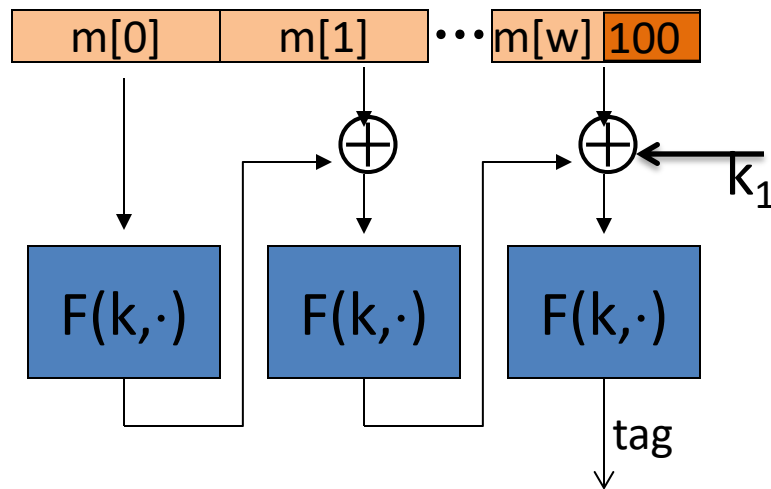 m[0] m[1] ••• m[w] 100
k₁
F(k,·) F(k,·) F(k,·)
tag